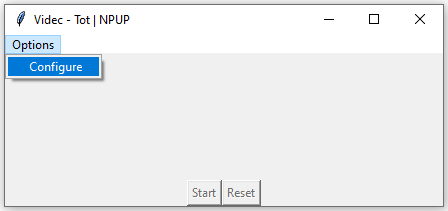 Videc - Tot | NPUP
Options
Configure
Start Reset